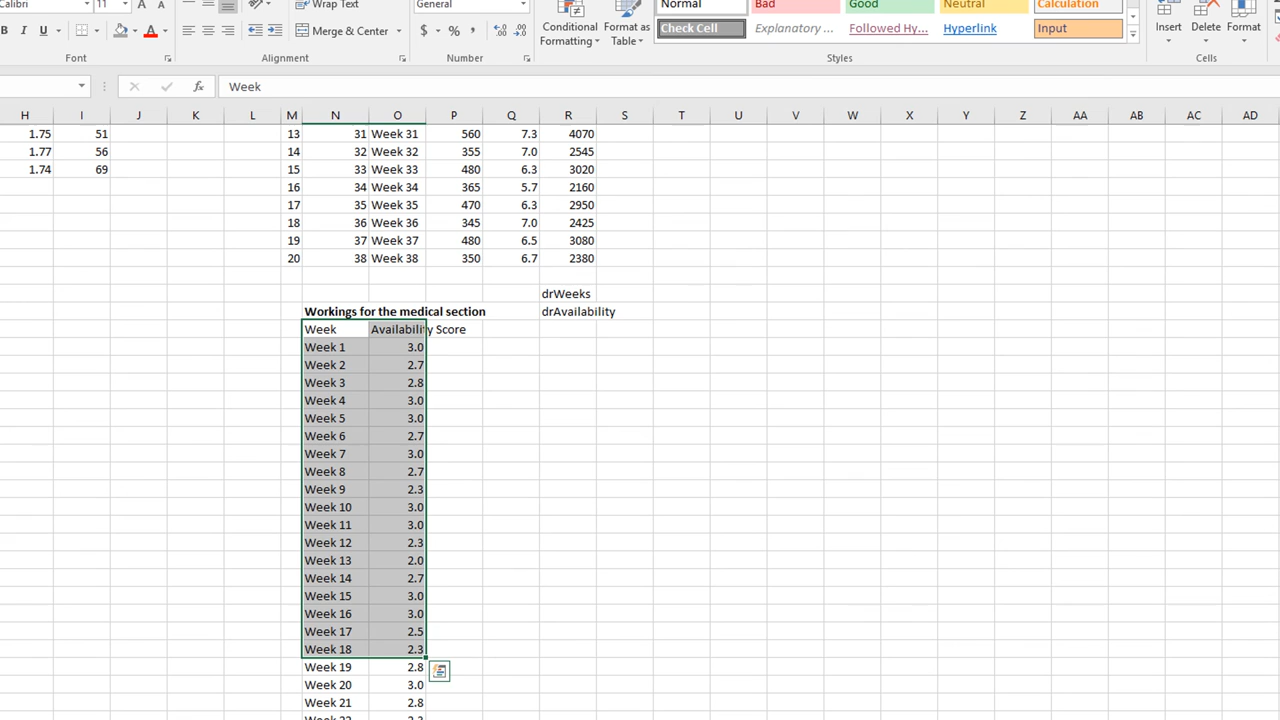 Calibri 11 A A Wrap Text General Conditional Formatting Format as Table Normal Bad Good Neutral Calculation Insert Delete Format
I U A Merge & Center $ % , Check Cell Explanatory ... Followed Hy... Hyperlink Input
Font Alignment Number Styles Cells
fx Week
H I J K L M N O P Q R S T U V W X Y Z AA AB AC AD
1.75 51 13 31 Week 31 560 7.3 4070
1.77 56 14 32 Week 32 355 7.0 2545
1.74 69 15 33 Week 33 480 6.3 3020
16 34 Week 34 365 5.7 2160
17 35 Week 35 470 6.3 2950
18 36 Week 36 345 7.0 2425
19 37 Week 37 480 6.5 3080
20 38 Week 38 350 6.7 2380
drWeeks
Workings for the medical section drAvailability
Week Availability Score
Week 1 3.0
Week 2 2.7
Week 3 2.8
Week 4 3.0
Week 5 3.0
Week 6 2.7
Week 7 3.0
Week 8 2.7
Week 9 2.3
Week 10 3.0
Week 11 3.0
Week 12 2.3
Week 13 2.0
Week 14 2.7
Week 15 3.0
Week 16 3.0
Week 17 2.5
Week 18 2.3
Week 19 2.8
Week 20 3.0
Week 21 2.8